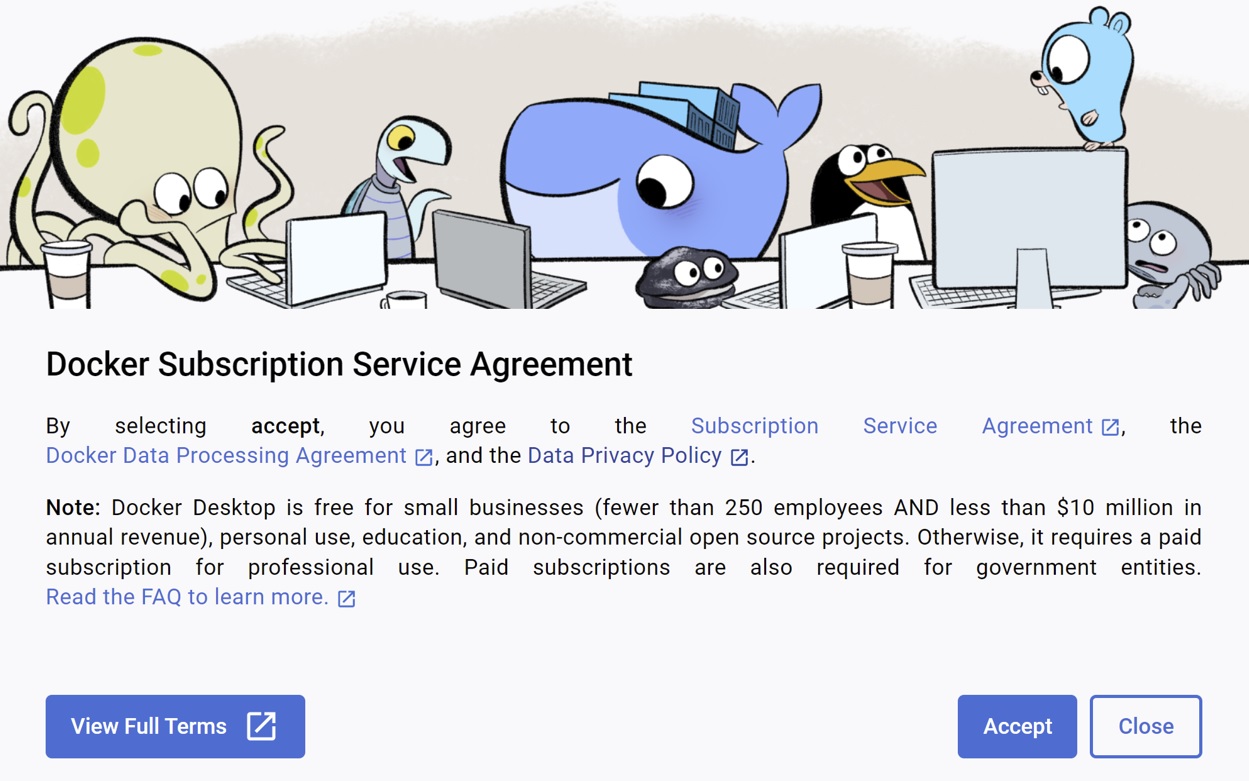 Docker Subscription Service Agreement
By selecting accept, you agree to the Subscription Service Agreement, the
Docker Data Processing Agreement, and the Data Privacy Policy.
Note: Docker Desktop is free for small businesses (fewer than 250 employees AND less than $10 million in
annual revenue), personal use, education, and non-commercial open source projects. Otherwise, it requires a paid
subscription for professional use. Paid subscriptions are also required for government entities.
Read the FAQ to learn more.
View Full Terms
Accept
Close